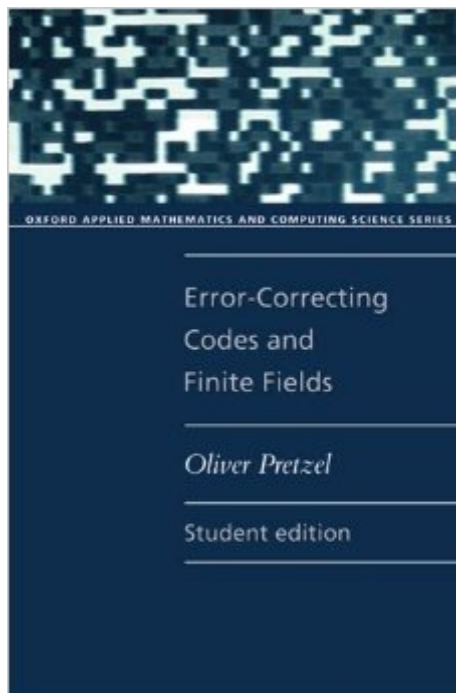 OXFORD APPLIED MATHEMATICS AND COMPUTING SCIENCE SERIES
Error-Correcting
Codes and
Finite Fields
Oliver Pretzel
Student edition